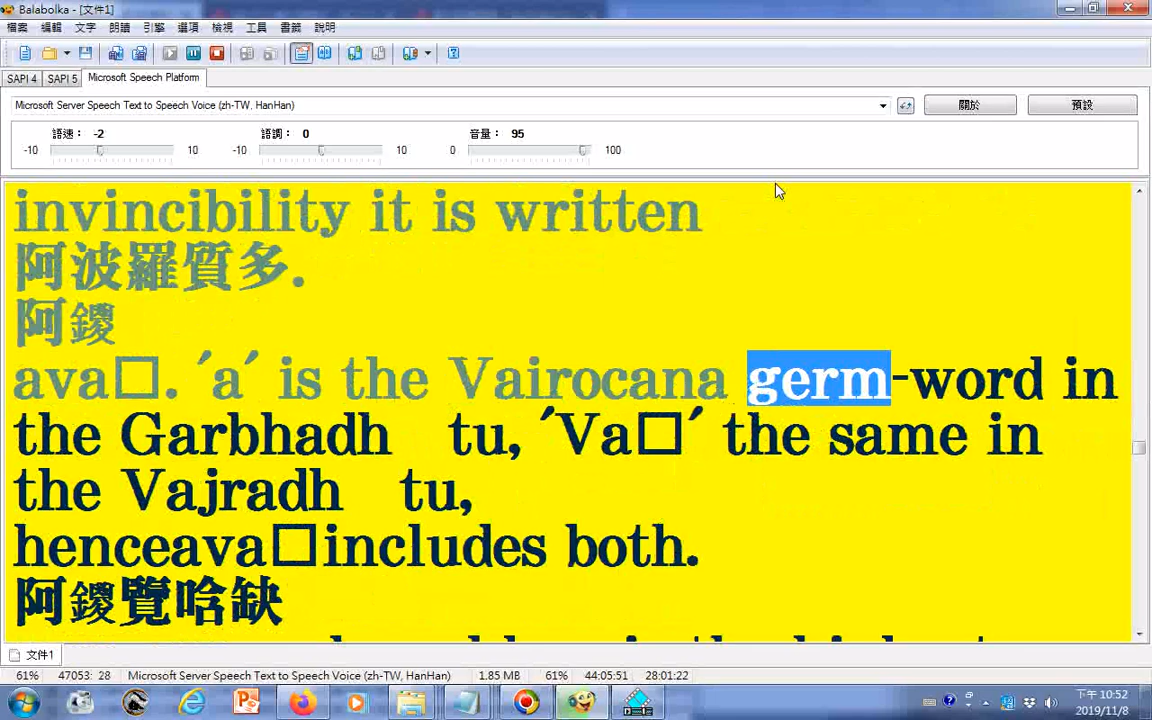 Balabolka - [文件1]
檔案 編輯 文字 朗讀 引擎 選項 檢視 工具 書籤 說明
SAPI 4 SAPI 5 Microsoft Speech Platform
Microsoft Server Speech Text to Speech Voice (zh-TW, HanHan) 關於 預設
語速： -2 語調： 0 音量： 95
-10 10 -10 10 0 100
invincibility it is written
阿波羅質多.
阿鑁
ava□. ′a′ is the Vairocana germ-word in
the Garbhadh tu, ′Va□′ the same in
the Vajradh tu,
henceava□includes both.
阿鑁覽唅缺
文件1
61% 47053: 28 Microsoft Server Speech Text to Speech Voice (zh-TW, HanHan) 1.85 MB 61% 44:05:51 28:01:22
下午 10:52
2019/11/8